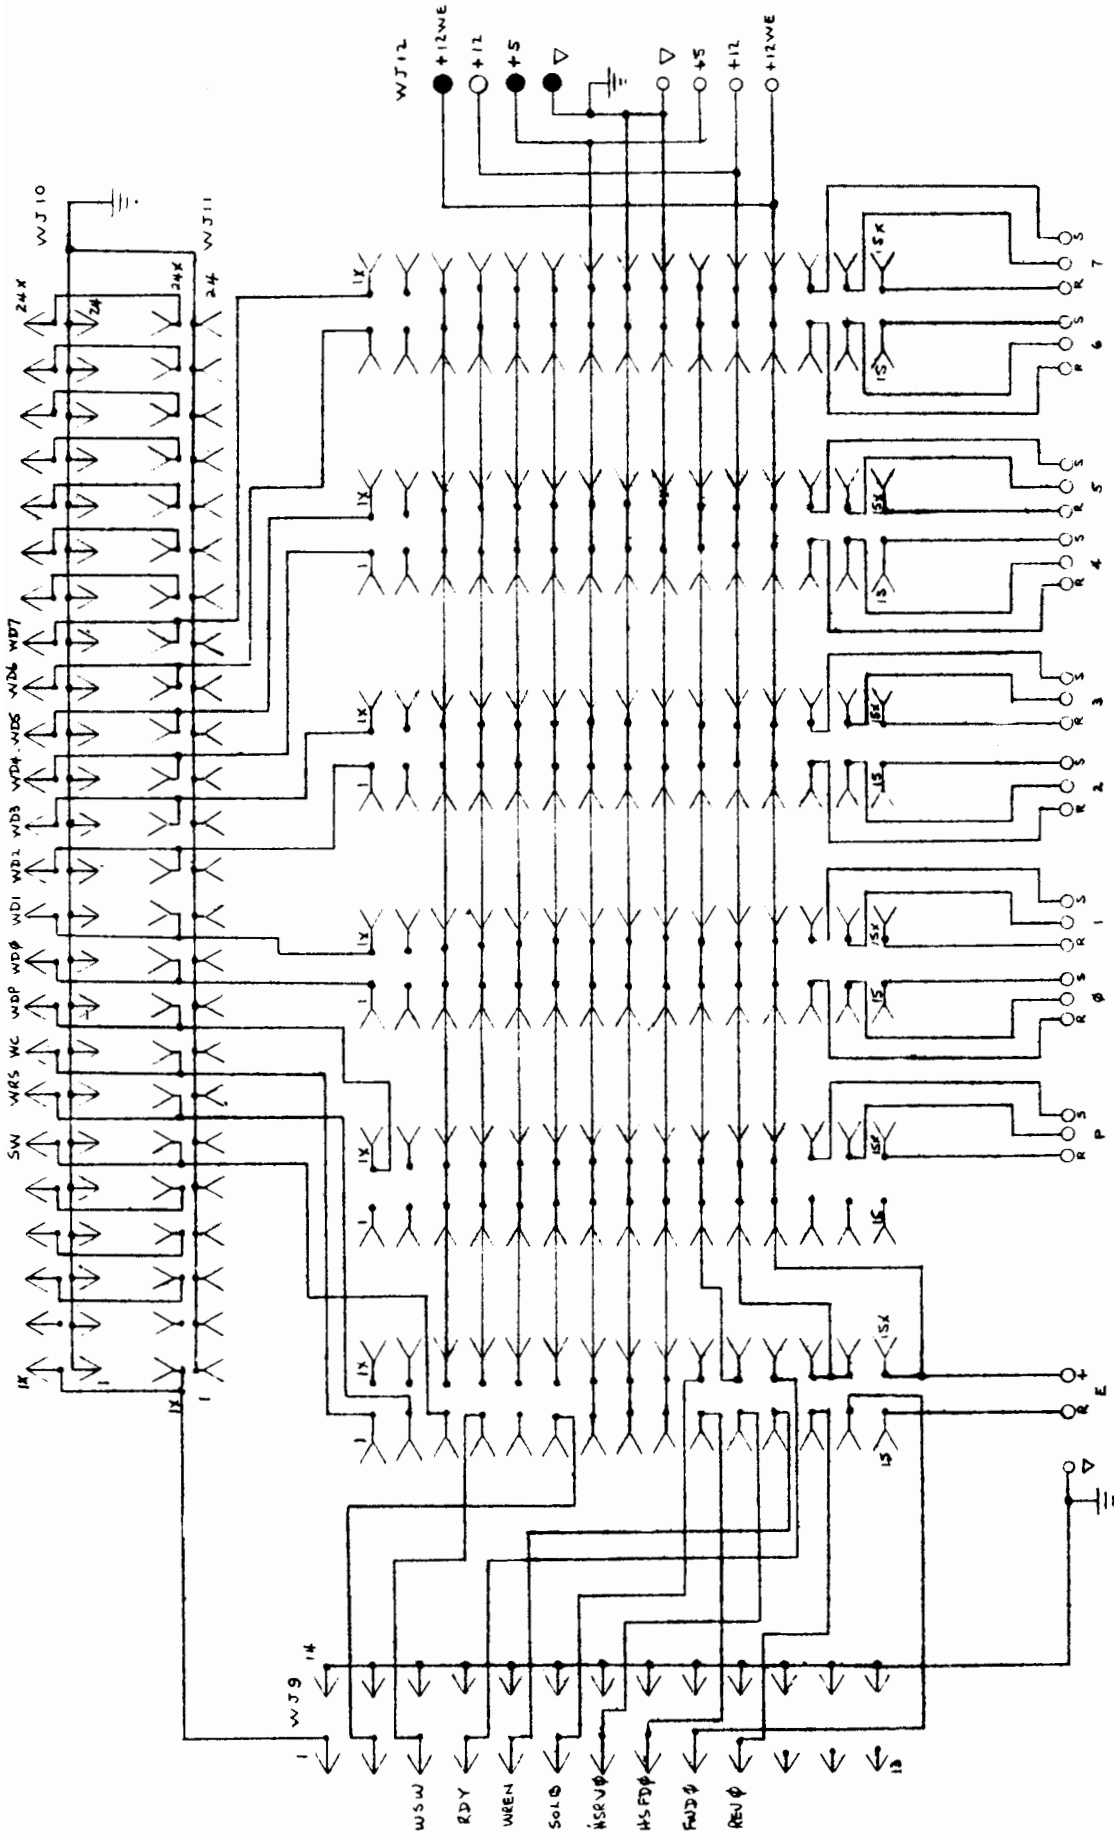 WJ12
+12WE
+12
+5
▽
▽
+5
+12
+12WE
WJ10
WJ11
24X
24
24X
24
WD7
WD6
WD5
WD4
WD3
WD2
WD1
WDØ
WDP
WC
WRS
SW
1X
1
1X
1
1X
1X
1
1X
1
1X
1
1X
1
1X
1
15X
15
15X
15
15X
15
15X
15
15X
15
15X
15
S
7
R
S
6
R
S
5
R
S
4
R
S
3
R
S
2
R
S
1
R
S
Ø
R
S
P
R
+
E
R
▽
WJ9
14
1
13
WSW
RDY
WREN
SOLB
HSRVØ
HSFDØ
FWDØ
REVØ